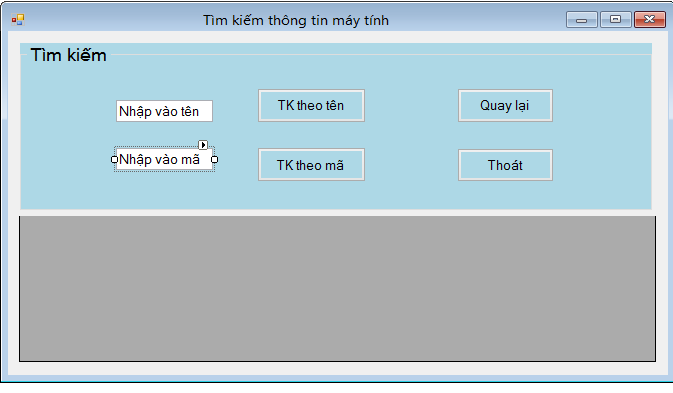 Tìm kiếm thông tin máy tính
Tìm kiếm
Nhập vào tên
TK theo tên
Quay lại
Nhập vào mã
TK theo mã
Thoát